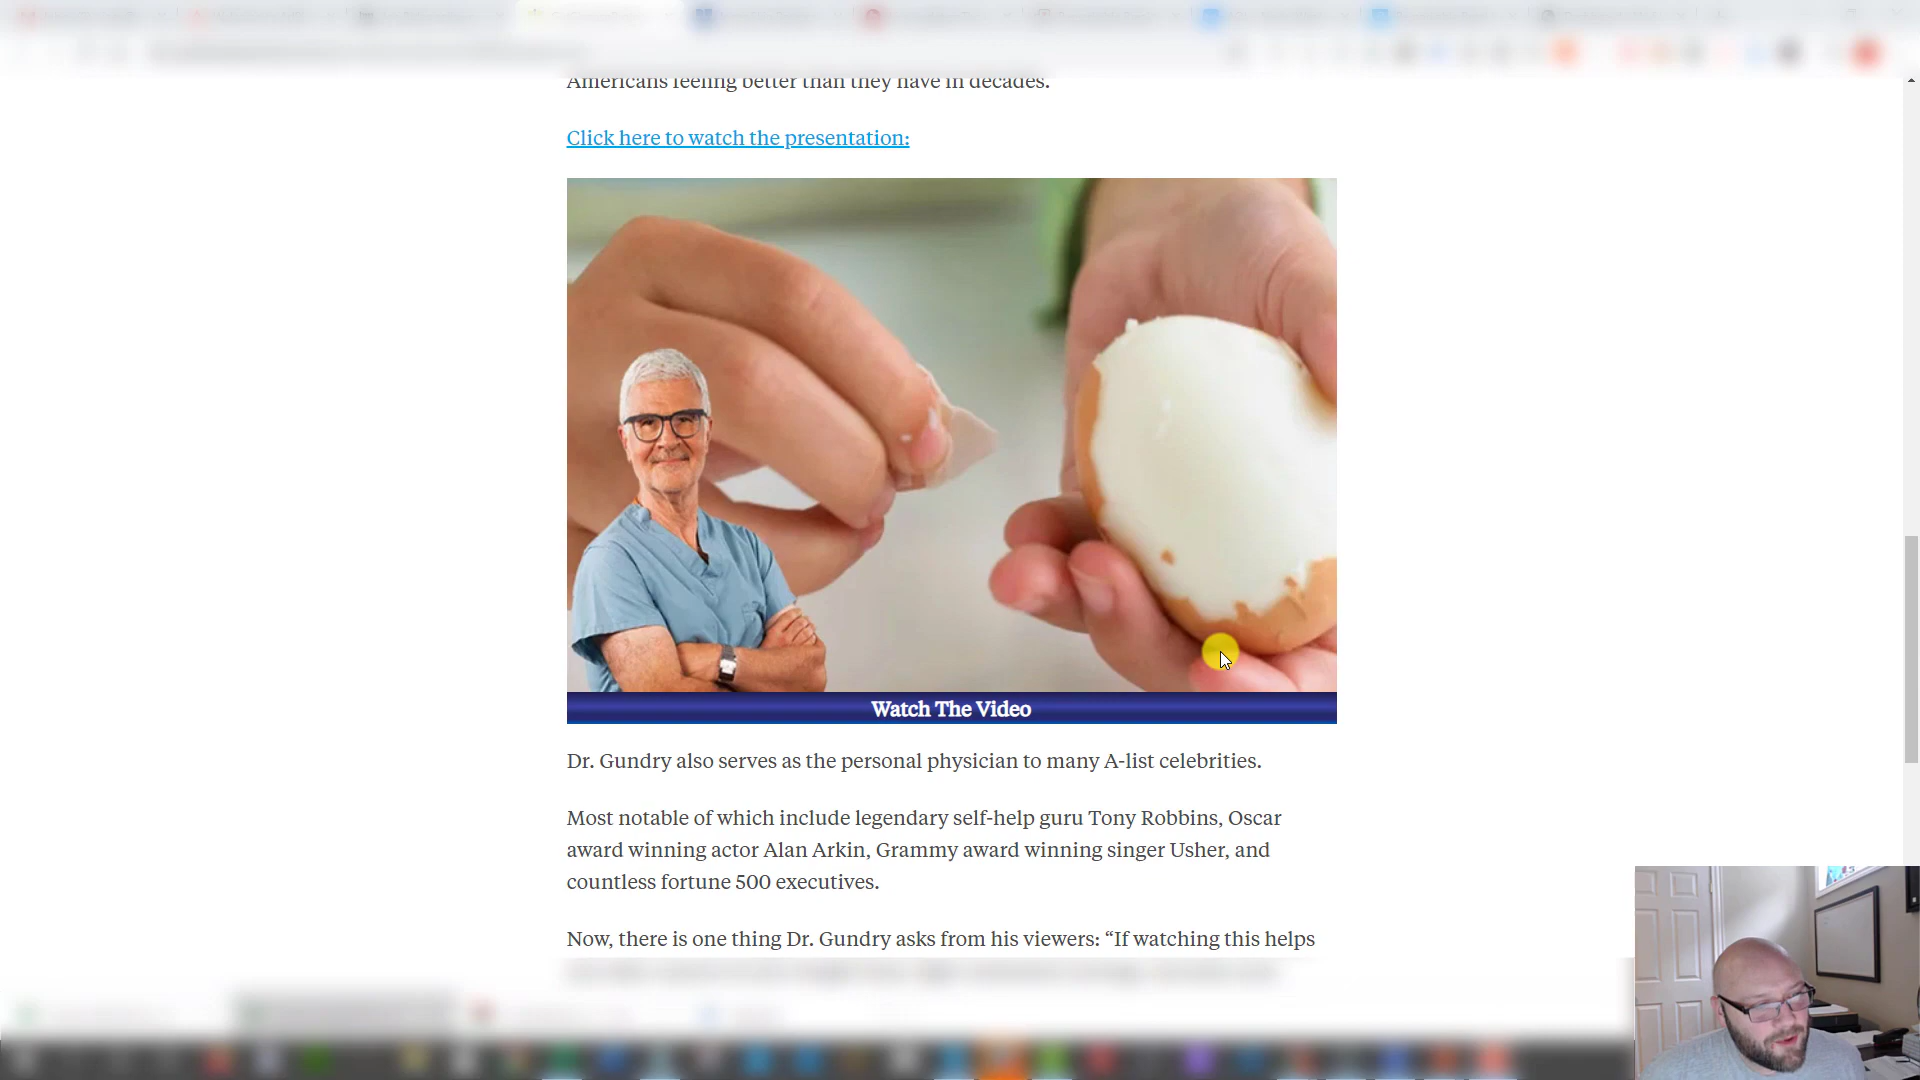 Americans feeling better than they have in decades.
Click here to watch the presentation:
Watch The Video
Dr. Gundry also serves as the personal physician to many A-list celebrities.
Most notable of which include legendary self-help guru Tony Robbins, Oscar
award winning actor Alan Arkin, Grammy award winning singer Usher, and
countless fortune 500 executives.
Now, there is one thing Dr. Gundry asks from his viewers: “If watching this helps